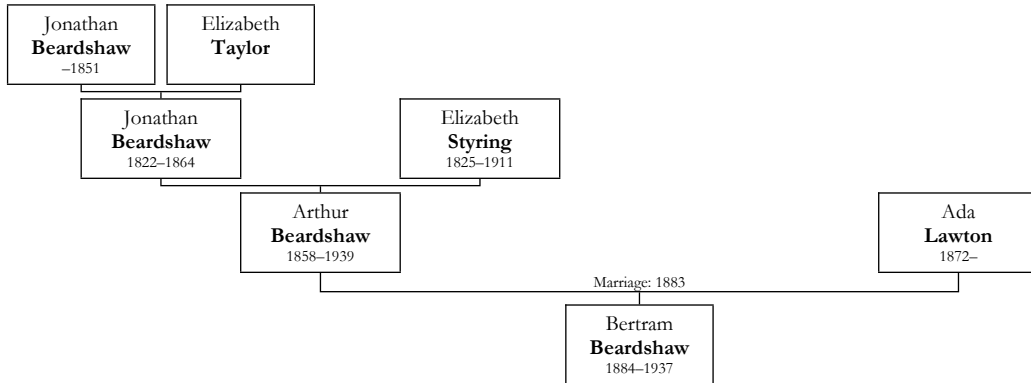 Jonathan
Beardshaw
–1851
Elizabeth
Taylor
Jonathan
Beardshaw
1822–1864
Elizabeth
Styring
1825–1911
Arthur
Beardshaw
1858–1939
Ada
Lawton
1872–
Marriage: 1883
Bertram
Beardshaw
1884–1937